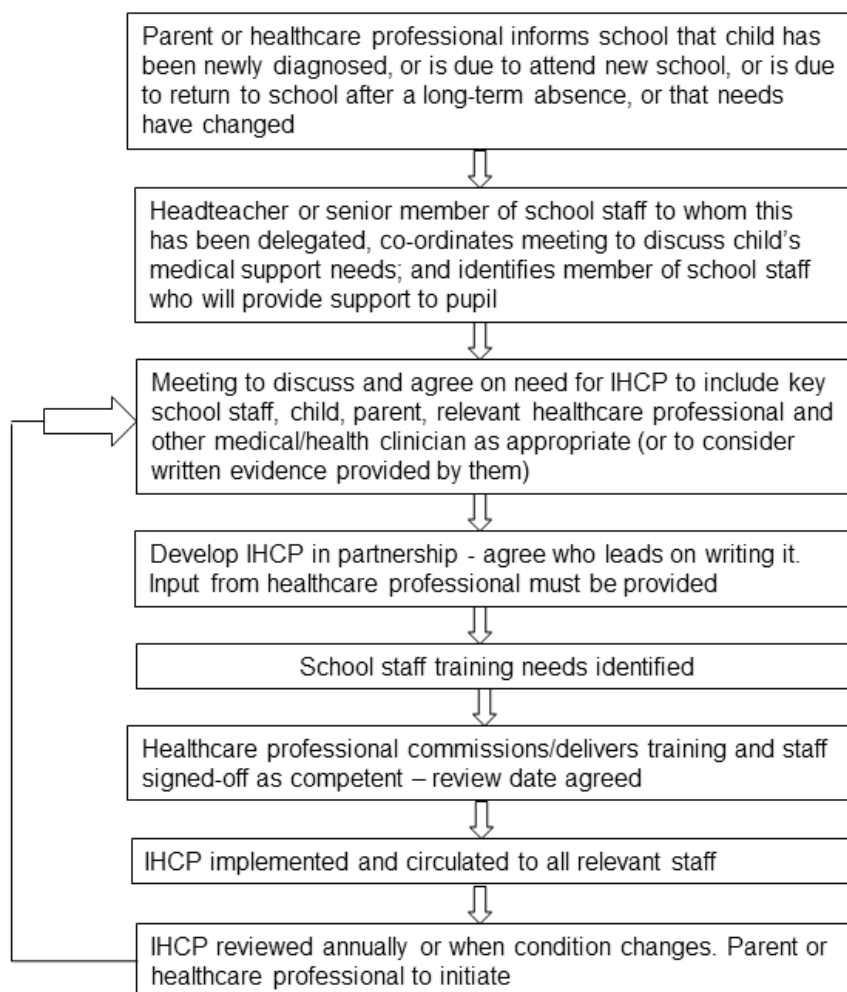 Parent or healthcare professional informs school that child has
been newly diagnosed, or is due to attend new school, or is due
to return to school after a long-term absence, or that needs
have changed
Headteacher or senior member of school staff to whom this
has been delegated, co-ordinates meeting to discuss child's
medical support needs; and identifies member of school staff
who will provide support to pupil
Meeting to discuss and agree on need for IHCP to include key
school staff, child, parent, relevant healthcare professional and
other medical/health clinician as appropriate (or to consider
written evidence provided by them)
Develop IHCP in partnership - agree who leads on writing it.
Input from healthcare professional must be provided
School staff training needs identified
Healthcare professional commissions/delivers training and staff
signed-off as competent – review date agreed
IHCP implemented and circulated to all relevant staff
IHCP reviewed annually or when condition changes. Parent or
healthcare professional to initiate